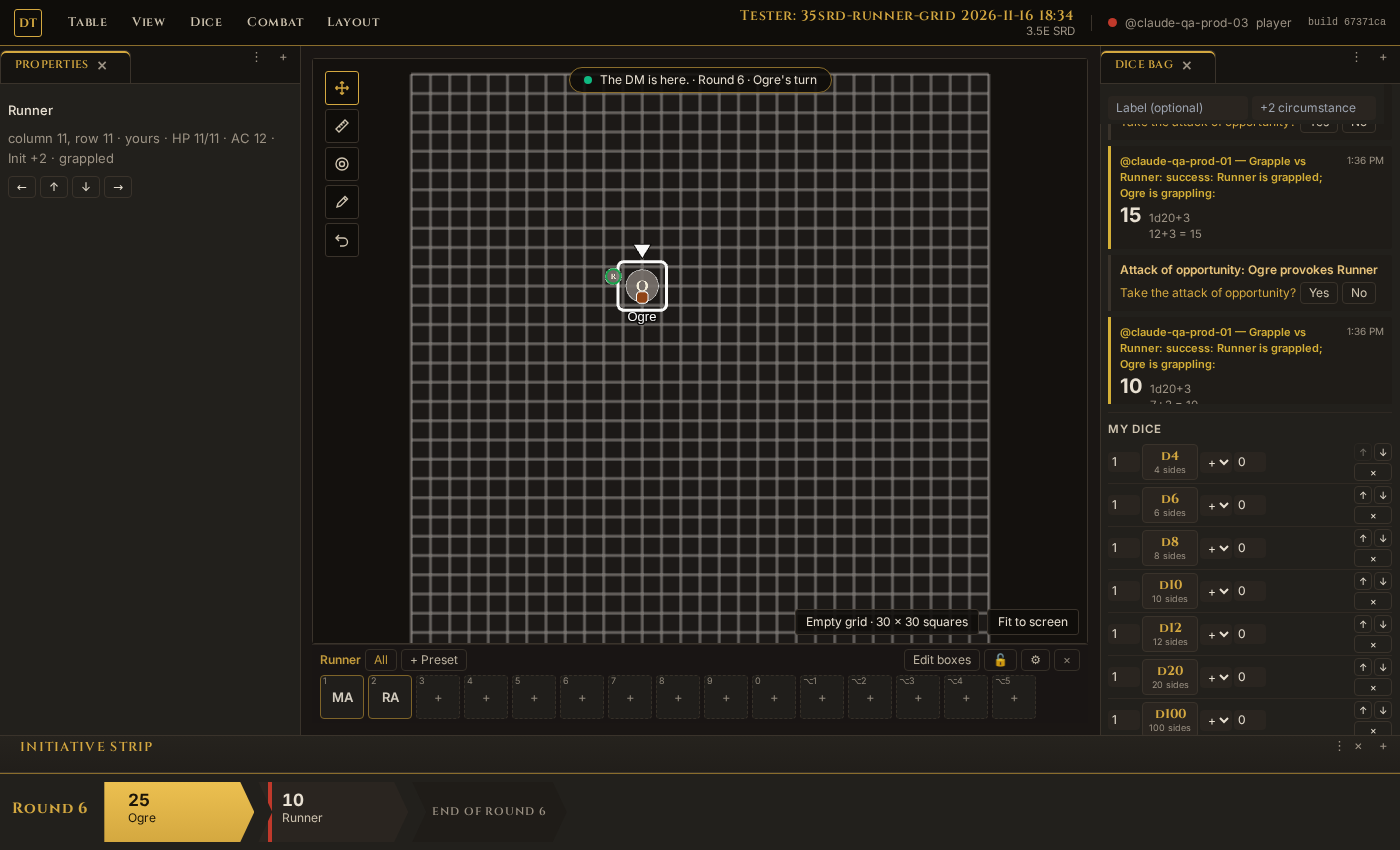 DT
TABLE VIEW DICE COMBAT LAYOUT
TESTER: 35SRD-RUNNER-GRID 2026-11-16 18:34
3.5E SRD
@claude-qa-prod-03 player
build 67371ca
PROPERTIES ×
Runner
column 11, row 11 · yours · HP 11/11 · AC 12 ·
Init +2 · grappled
← ↑ ↓ →
The DM is here. · Round 6 · Ogre's turn
R
O
Ogre
Empty grid · 30 × 30 squares
Fit to screen
Runner All + Preset
Edit boxes
1 MA
2 RA
3 +
4 +
5 +
6 +
7 +
8 +
9 +
0 +
⌥1 +
⌥2 +
⌥3 +
⌥4 +
⌥5 +
DICE BAG ×
Label (optional) +2 circumstance
Take the attack of opportunity? Yes No
@claude-qa-prod-01 — Grapple vs 1:36 PM
Runner: success: Runner is grappled;
Ogre is grappling:
15 1d20+3
12+3 = 15
Attack of opportunity: Ogre provokes Runner
Take the attack of opportunity? Yes No
@claude-qa-prod-01 — Grapple vs 1:36 PM
Runner: success: Runner is grappled;
Ogre is grappling:
10 1d20+3
7+3 = 10
MY DICE
1 D4 + 0
4 sides
1 D6 + 0
6 sides
1 D8 + 0
8 sides
1 D10 + 0
10 sides
1 D12 + 0
12 sides
1 D20 + 0
20 sides
1 D100 + 0
100 sides
INITIATIVE STRIP
ROUND 6
25
Ogre
10
Runner
END OF ROUND 6